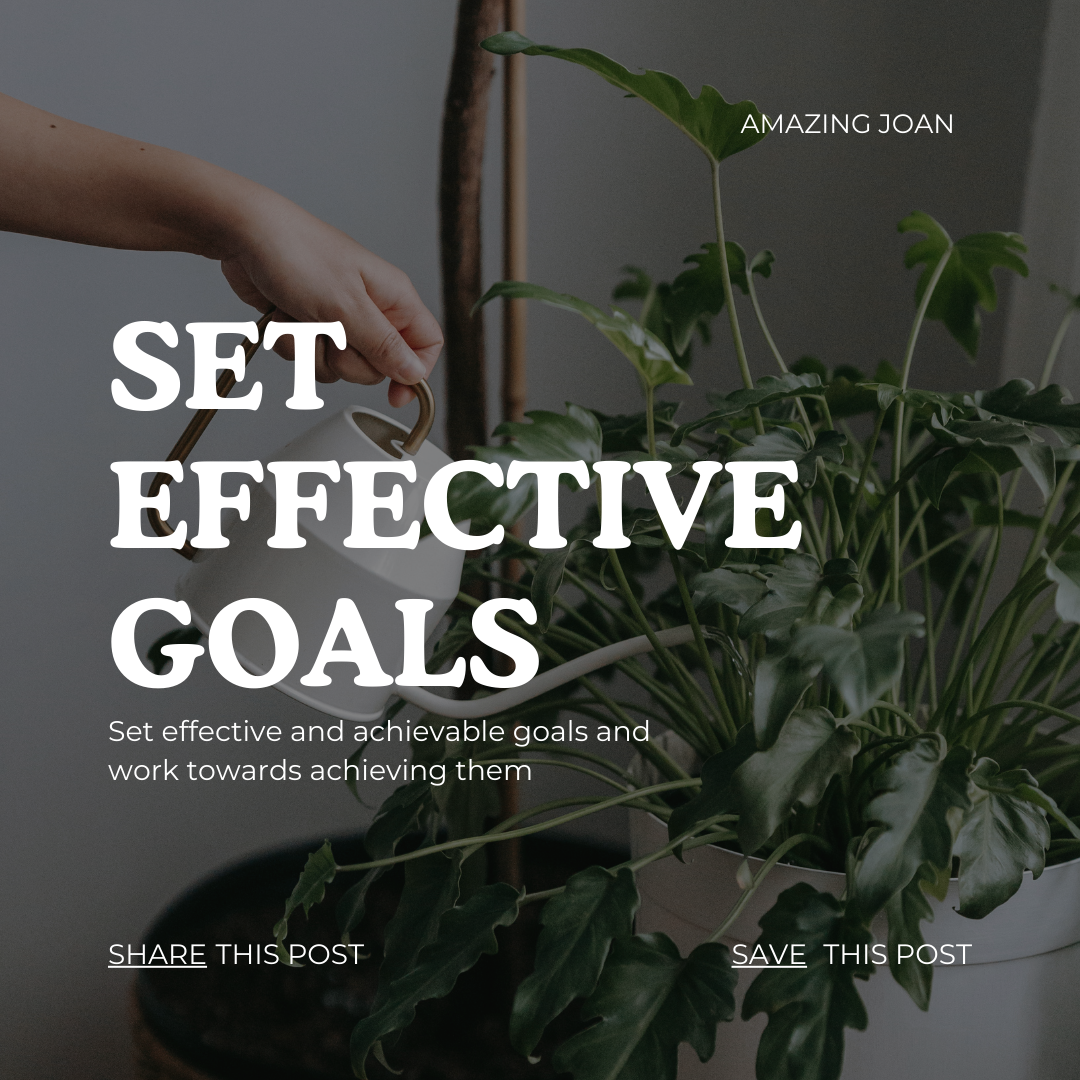 AMAZING JOAN
SET
EFFECTIVE
GOALS
Set effective and achievable goals and
work towards achieving them
SHARE THIS POST
SAVE THIS POST